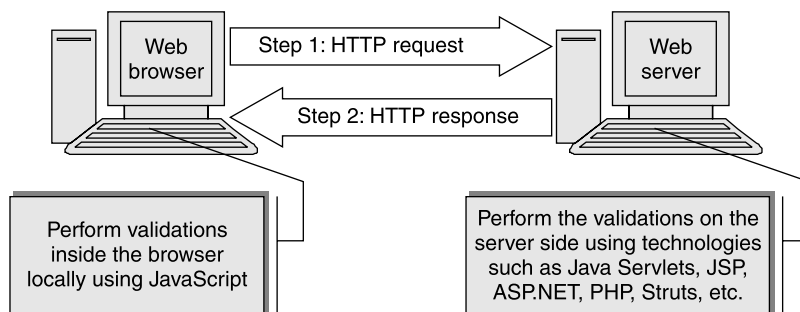 Web
browser
Step 1: HTTP request
Web
server
Step 2: HTTP response
Perform validations
inside the browser
locally using JavaScript
Perform the validations on the
server side using technologies
such as Java Servlets, JSP,
ASP.NET, PHP, Struts, etc.